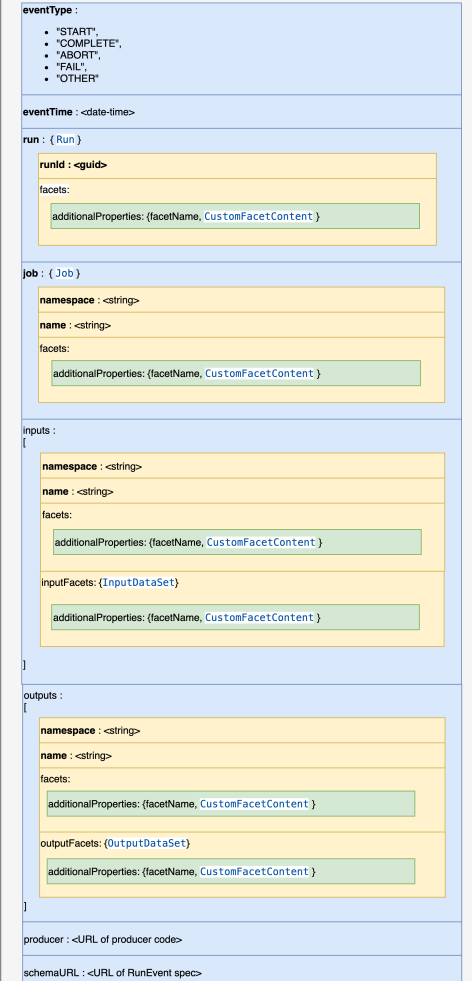 eventType :
• "START",
• "COMPLETE",
• "ABORT",
• "FAIL",
• "OTHER"
eventTime : <date-time>
run : { Run }
runId : <guid>
facets:
additionalProperties: {facetName, CustomFacetContent }
job : { Job }
namespace : <string>
name : <string>
facets:
additionalProperties: {facetName, CustomFacetContent }
inputs :
[
namespace : <string>
name : <string>
facets:
additionalProperties: {facetName, CustomFacetContent }
inputFacets: {InputDataSet}
additionalProperties: {facetName, CustomFacetContent }
]
outputs :
[
namespace : <string>
name : <string>
facets:
additionalProperties: {facetName, CustomFacetContent }
outputFacets: {OutputDataSet}
additionalProperties: {facetName, CustomFacetContent }
]
producer : <URL of producer code>
schemaURL : <URL of RunEvent spec>